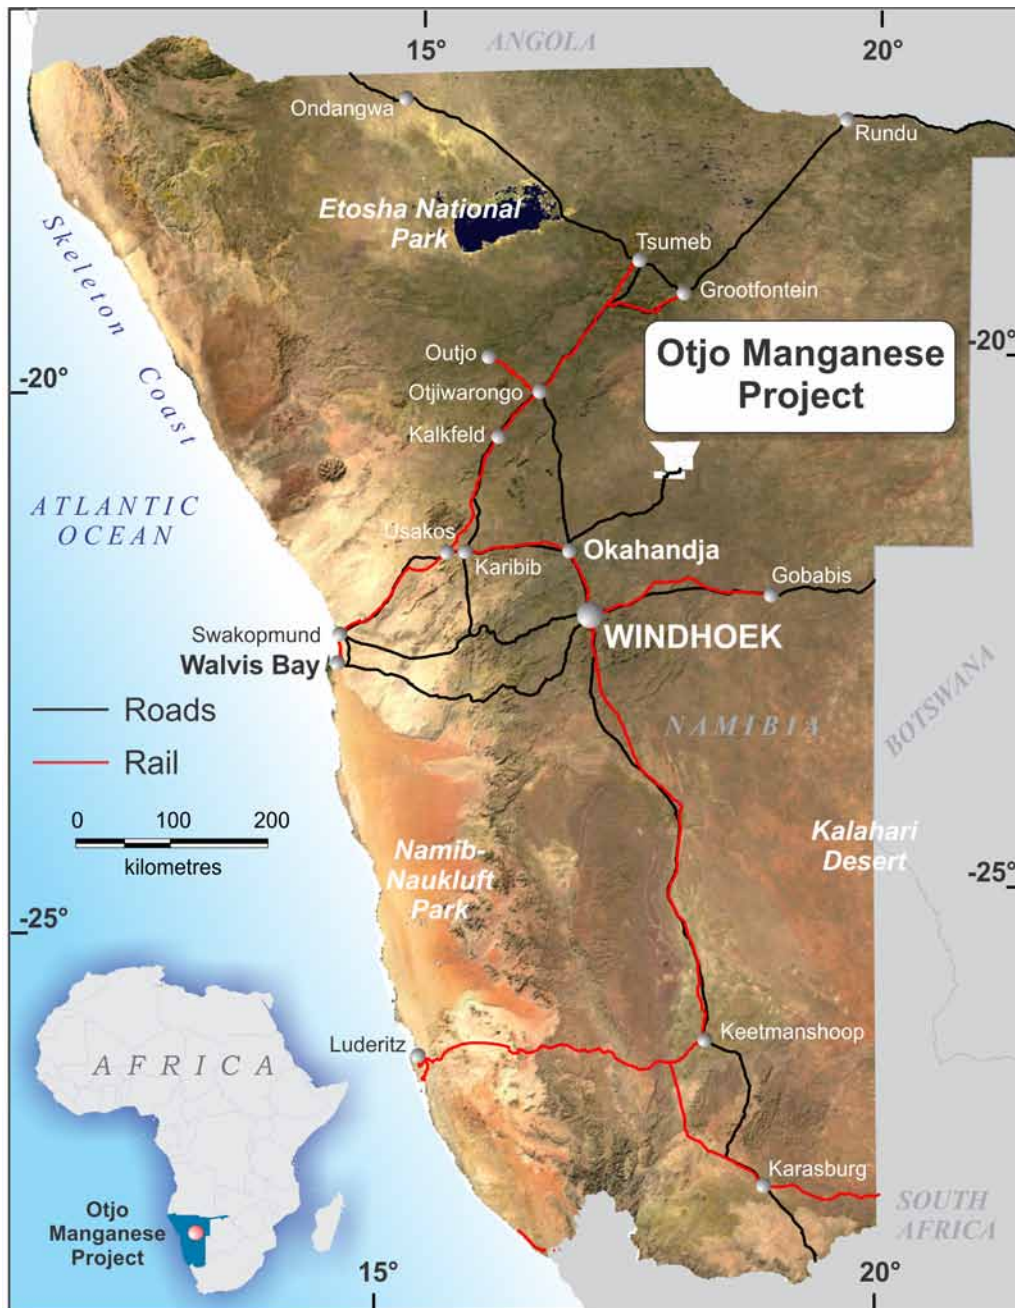 15°
ANGOLA
20°
Ondangwa
Rundu
Etosha National
Park
Skeleton Coast
Tsumeb
Grootfontein
Otjo Manganese
Project
-20°
Outjo
-20°
Otjiwarongo
Kalkfeld
ATLANTIC
OCEAN
Usakos
Karibib
Okahandja
Gobabis
Swakopmund
WINDHOEK
Walvis Bay
BOTSWANA
Roads
NAMIBIA
Rail
0 100 200
kilometres
Kalahari
Desert
Namib-
Naukluft
Park
-25°
-25°
AFRICA
Luderitz
Keetmanshoop
Karasburg
SOUTH
AFRICA
Otjo
Manganese
Project
15°
20°